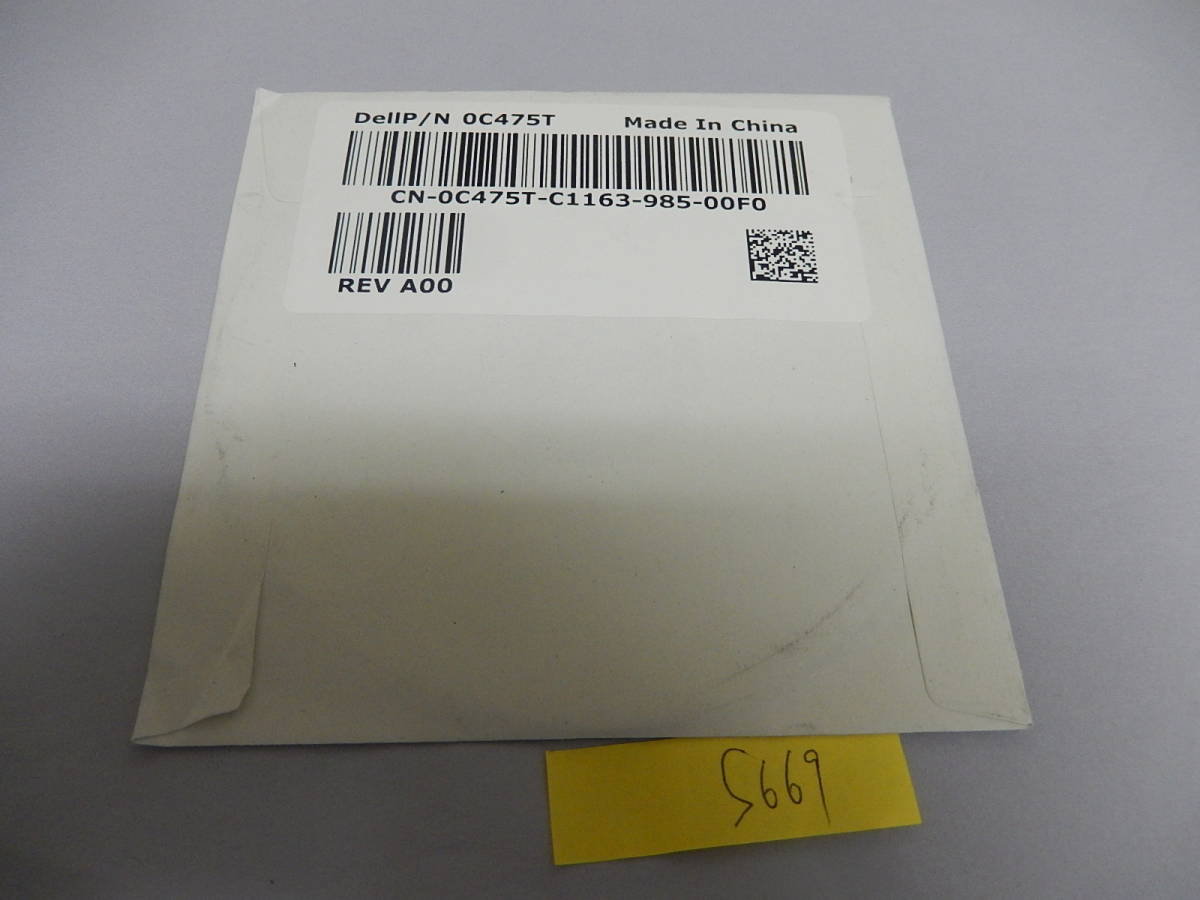 DellP/N 0C475T Made In China
CN-0C475T-C1163-985-00F0
REV A00
5669